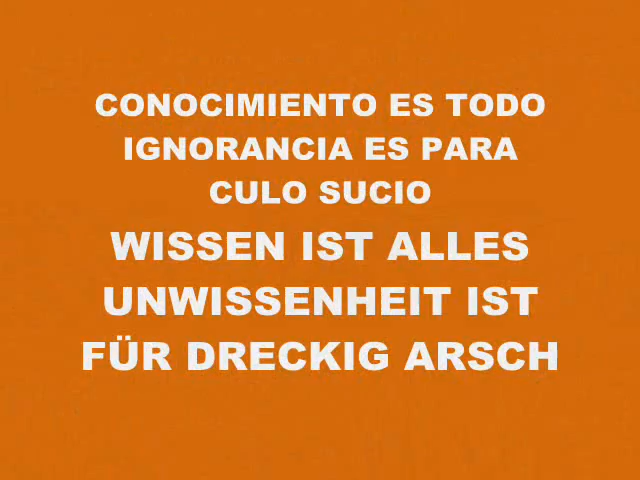 CONOCIMIENTO ES TODO
IGNORANCIA ES PARA
CULO SUCIO
WISSEN IST ALLES
UNWISSENHEIT IST
FÜR DRECKIG ARSCH